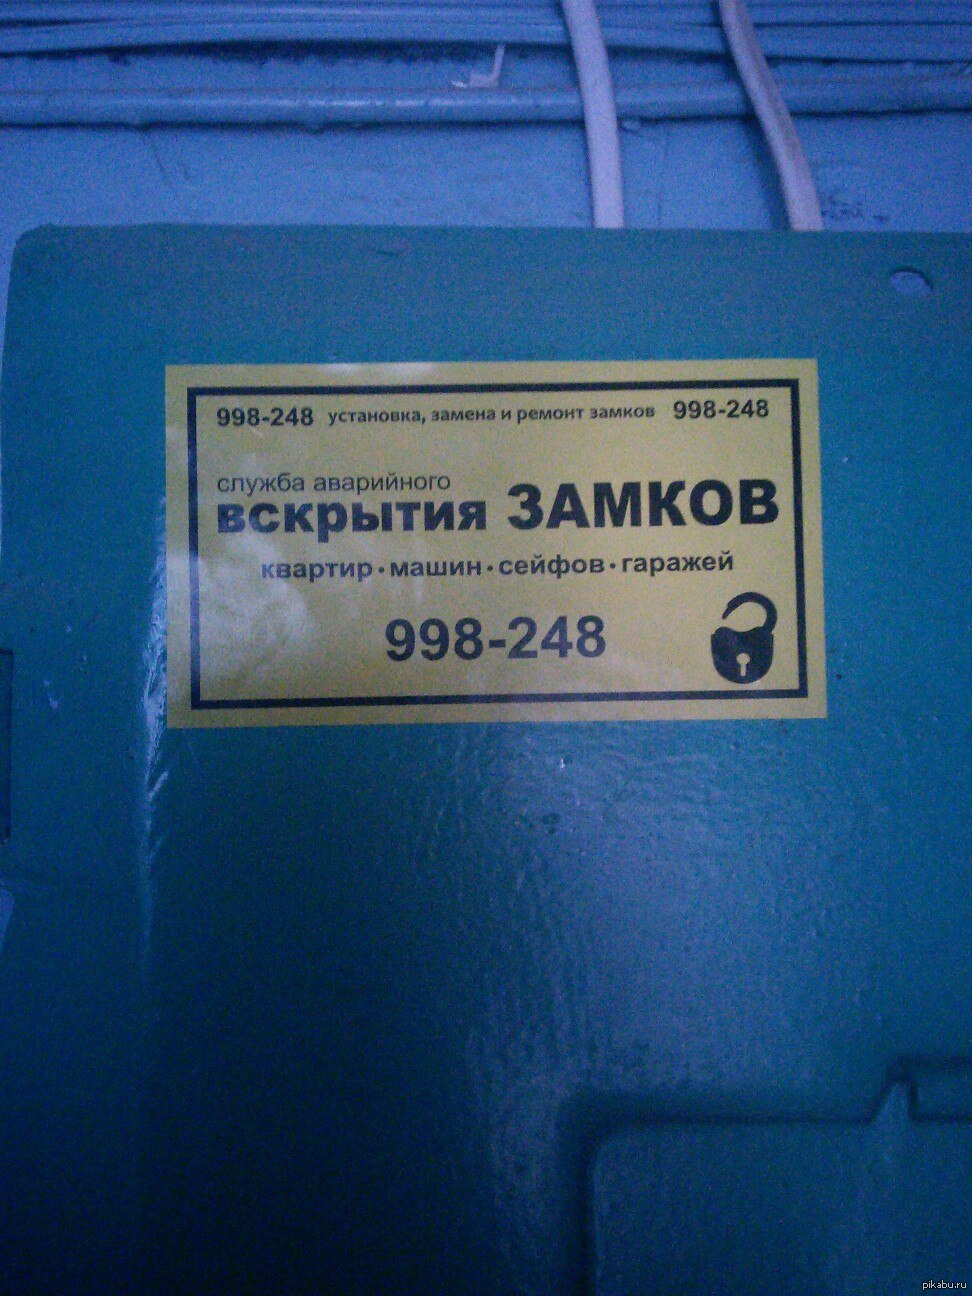 998-248 установка, замена и ремонт замков 998-248
служба аварийного
вскрытия ЗАМКОВ
квартир • машин • сейфов • гаражей
998-248
pikabu.ru